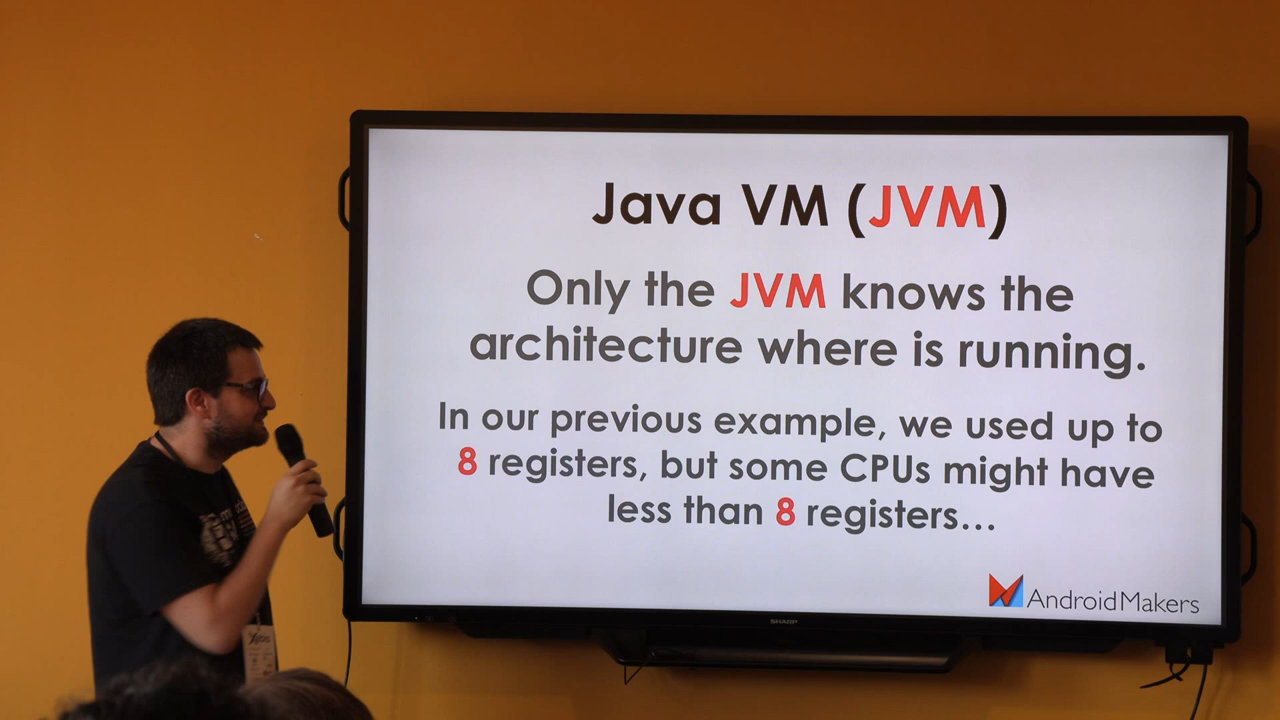 Java VM (JVM)
Only the JVM knows the
architecture where is running.
In our previous example, we used up to
8 registers, but some CPUs might have
less than 8 registers...
AndroidMakers
SHARP